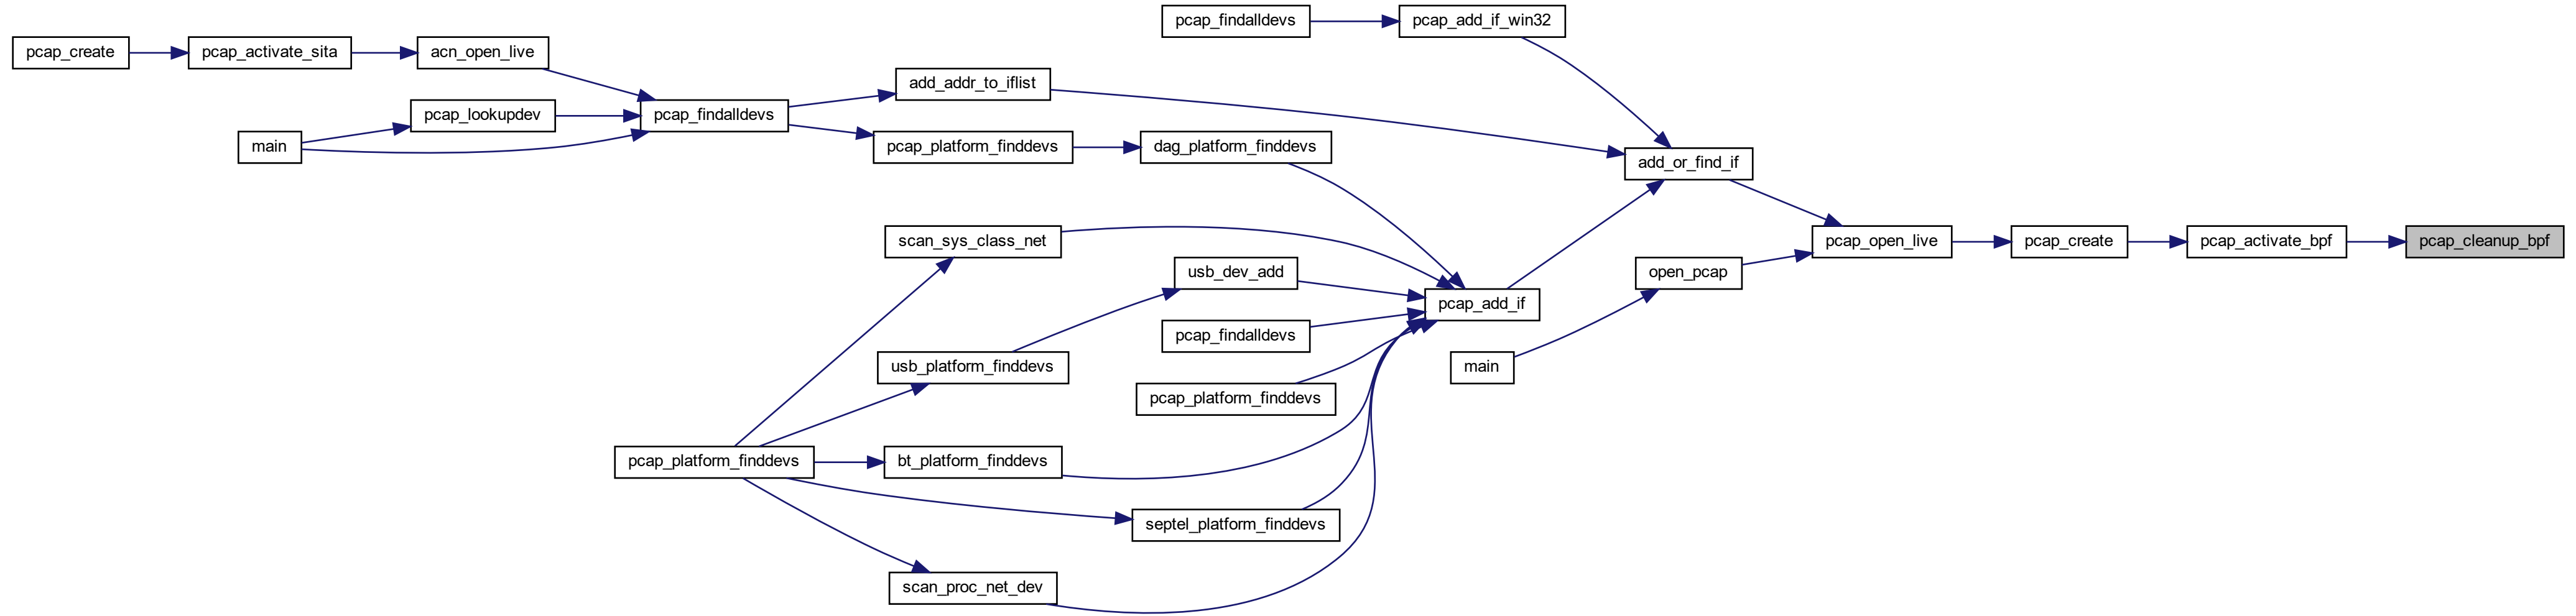 pcap_findalldevs
pcap_add_if_win32
pcap_create
pcap_activate_sita
acn_open_live
add_addr_to_iflist
pcap_lookupdev
pcap_findalldevs
main
pcap_platform_finddevs
dag_platform_finddevs
add_or_find_if
scan_sys_class_net
pcap_open_live
pcap_create
pcap_activate_bpf
pcap_cleanup_bpf
usb_dev_add
open_pcap
pcap_add_if
pcap_findalldevs
usb_platform_finddevs
main
pcap_platform_finddevs
pcap_platform_finddevs
bt_platform_finddevs
septel_platform_finddevs
scan_proc_net_dev